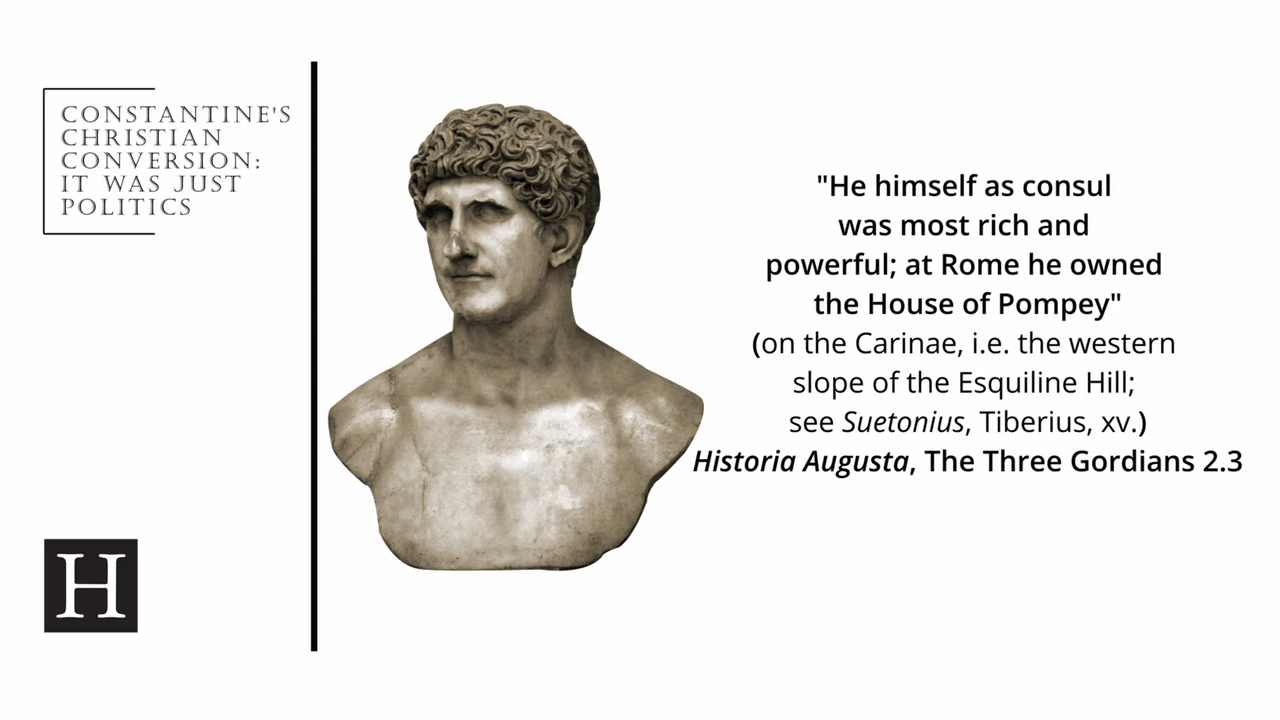 CONSTANTINE'S
CHRISTIAN
CONVERSION:
IT WAS JUST
POLITICS
"He himself as consul
was most rich and
powerful; at Rome he owned
the House of Pompey"
(on the Carinae, i.e. the western
slope of the Esquiline Hill;
see Suetonius, Tiberius, xv.)
Historia Augusta, The Three Gordians 2.3
H